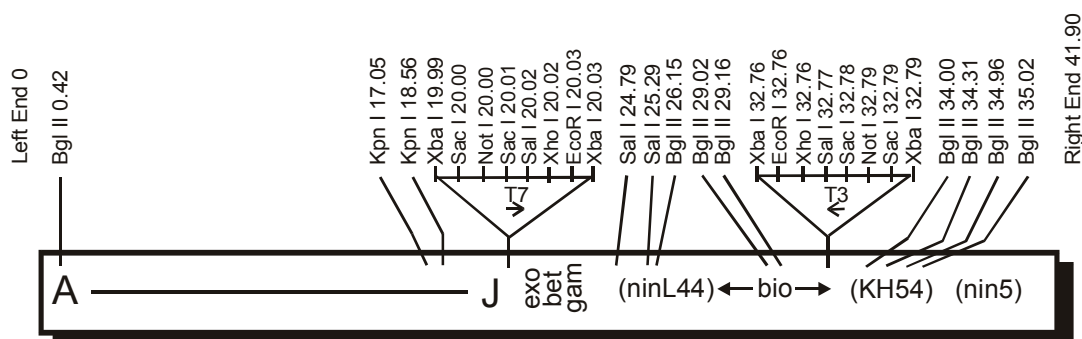 Left End 0
Bgl II 0.42
Kpn I 17.05
Kpn I 18.56
Xba I 19.99
Sac I 20.00
Not I 20.00
Sac I 20.01
Sal I 20.02
Xho I 20.02
EcoR I 20.03
Xba I 20.03
Sal I 24.79
Sal I 25.29
Bgl II 26.15
Bgl II 29.02
Bgl II 29.16
Xba I 32.76
EcoR I 32.76
Xho I 32.76
Sal I 32.77
Sac I 32.78
Not I 32.79
Sac I 32.79
Xba I 32.79
Bgl II 34.00
Bgl II 34.31
Bgl II 34.96
Bgl II 35.02
Right End 41.90
T7
T3
A
J
exo
bet
gam
(ninL44)
bio
(KH54)
(nin5)